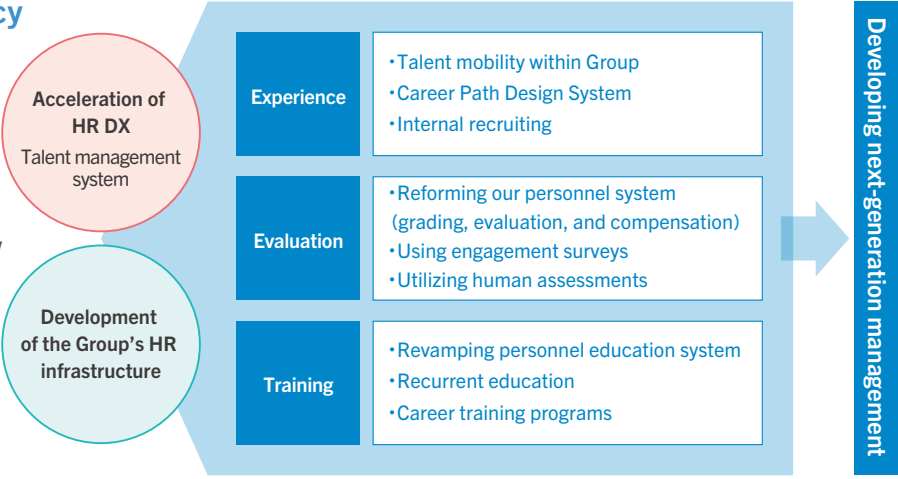 cy
Acceleration of
HR DX
Talent management
system
y
Development
of the Group's HR
infrastructure
Experience
・Talent mobility within Group
・Career Path Design System
・Internal recruiting
Evaluation
・Reforming our personnel system
(grading, evaluation, and compensation)
・Using engagement surveys
・Utilizing human assessments
Training
・Revamping personnel education system
・Recurrent education
・Career training programs
Developing next-generation management